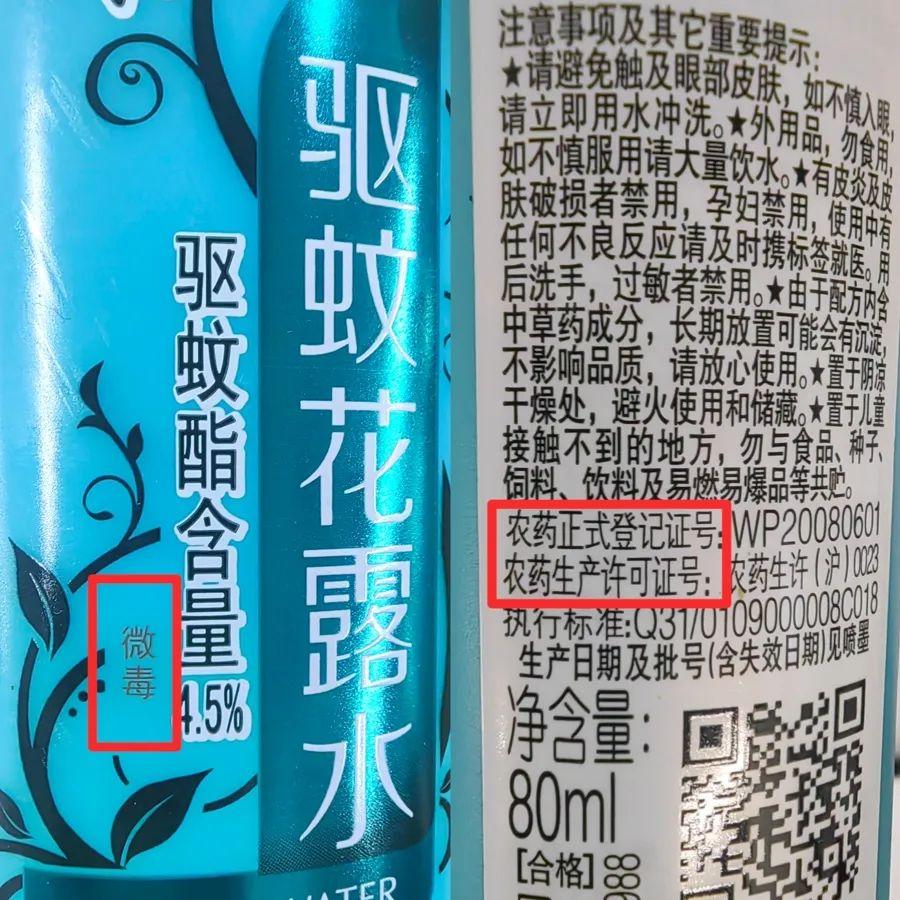 驱蚊花露水
驱蚊酯含量4.5%
微毒
WATER
注意事项及其它重要提示:
★请避免触及眼部皮肤，如不慎入眼，
请立即用水冲洗。★外用品，勿食用，
如不慎服用请大量饮水。★有皮炎及皮
肤破损者禁用，孕妇禁用，使用中有
任何不良反应请及时携标签就医。用
后洗手，过敏者禁用。★由于配方内含
中草药成分，长期放置可能会有沉淀，
不影响品质，请放心使用。★置于阴凉
干燥处，避火使用和储藏。★置于儿童
接触不到的地方，勿与食品、种子、
饲料、饮料及易燃易爆品等共贮。
农药正式登记证号:WP20080601
农药生产许可证号:农药生许(沪)0023
执行标准:Q31/0109000008C018
生产日期及批号(含失效日期)见喷墨
净含量:
80ml
[合格]
886